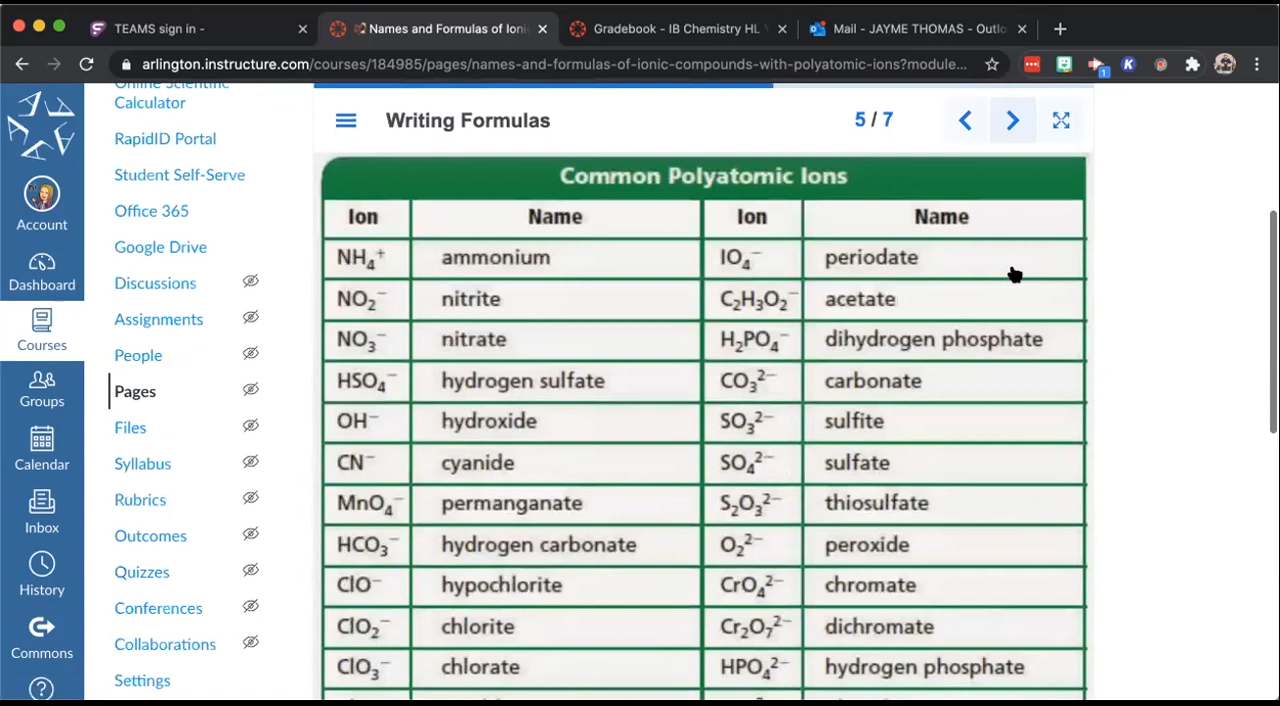 TEAMS sign in -
Names and Formulas of Ioni
Gradebook - IB Chemistry HL Y
Mail - JAYME THOMAS - Outlo
arlington.instructure.com/courses/184985/pages/names-and-formulas-of-ionic-compounds-with-polyatomic-ions?module...
1
Account
Dashboard
Courses
Groups
Calendar
Inbox
History
Commons
Online Scientific
Calculator
RapidID Portal
Student Self-Serve
Office 365
Google Drive
Discussions
Assignments
People
Pages
Files
Syllabus
Rubrics
Outcomes
Quizzes
Conferences
Collaborations
Settings
Writing Formulas
5 / 7
Common Polyatomic Ions
Ion Name Ion Name
NH₄⁺ ammonium IO₄⁻ periodate
NO₂⁻ nitrite C₂H₃O₂⁻ acetate
NO₃⁻ nitrate H₂PO₄⁻ dihydrogen phosphate
HSO₄⁻ hydrogen sulfate CO₃²⁻ carbonate
OH⁻ hydroxide SO₃²⁻ sulfite
CN⁻ cyanide SO₄²⁻ sulfate
MnO₄⁻ permanganate S₂O₃²⁻ thiosulfate
HCO₃⁻ hydrogen carbonate O₂²⁻ peroxide
ClO⁻ hypochlorite CrO₄²⁻ chromate
ClO₂⁻ chlorite Cr₂O₇²⁻ dichromate
ClO₃⁻ chlorate HPO₄²⁻ hydrogen phosphate